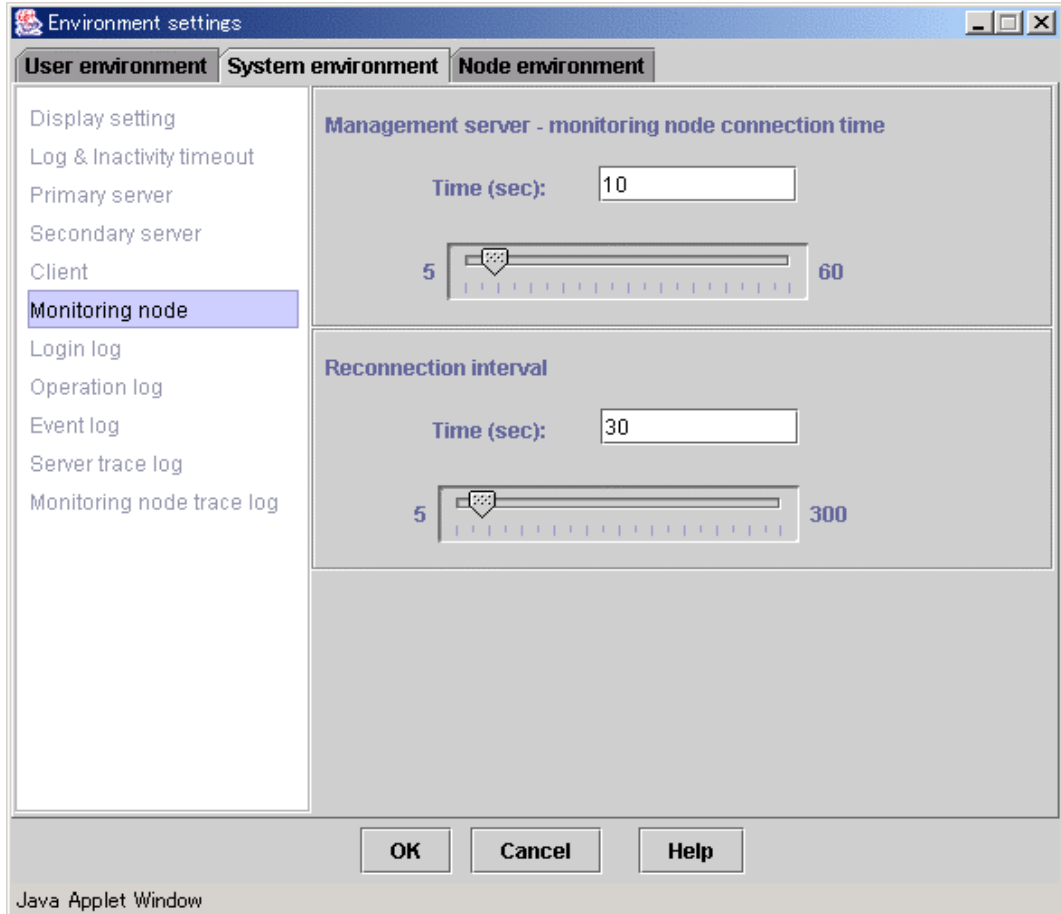 Environment settings
User environment System environment Node environment
Display setting
Log & Inactivity timeout
Primary server
Secondary server
Client
Monitoring node
Login log
Operation log
Event log
Server trace log
Monitoring node trace log
Management server - monitoring node connection time
Time (sec): 10
5 60
Reconnection interval
Time (sec): 30
5 300
OK Cancel Help
Java Applet Window